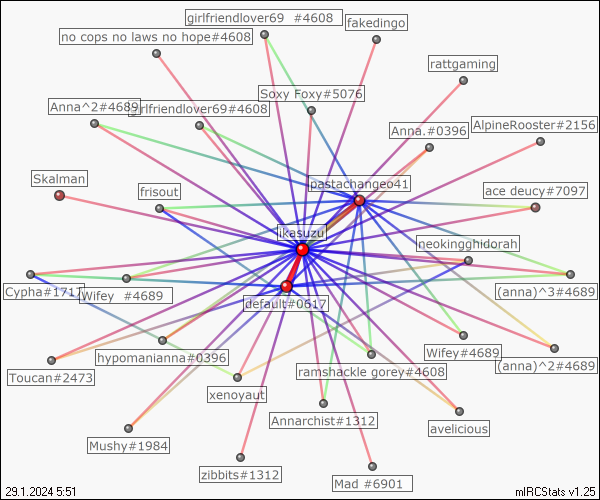 girlfriendlover69 #4608
fakedingo
no cops no laws no hope#4608
rattgaming
Soxy Foxy#5076
Anna^2#4689
girlfriendlover69#4608
Anna.#0396
AlpineRooster#2156
Skalman
frisout
pastachangeo41
ace deucy#7097
ikasuzu
neokingghidorah
Cypha#1717
Wifey #4689
default#0617
(anna)^3#4689
hypomanianna#0396
Wifey#4689
(anna)^2#4689
Toucan#2473
xenoyaut
ramshackle gorey#4608
Annarchist#1312
avelicious
Mushy#1984
zibbits#1312
Mad #6901
29.1.2024 5:51
mIRCStats v1.25